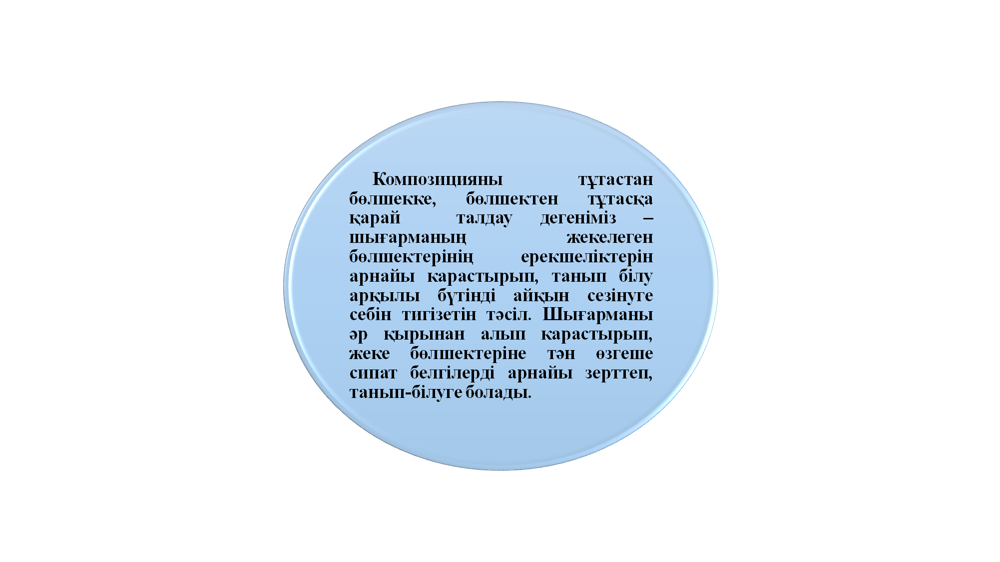 Композицияны тұтастан
бөлшекке, бөлшектен тұтасқа
қарай талдау дегеніміз –
шығарманың жекелеген
бөлшектерінің ерекшеліктерін
арнайы карастырып, танып білу
арқылы бүтінді айқын сезінуге
себін тигізетін тәсіл. Шығарманы
әр қырынан алып карастырып,
жеке бөлшектеріне тән өзгеше
сипат белгілерді арнайы зерттеп,
танып-білуге болады.